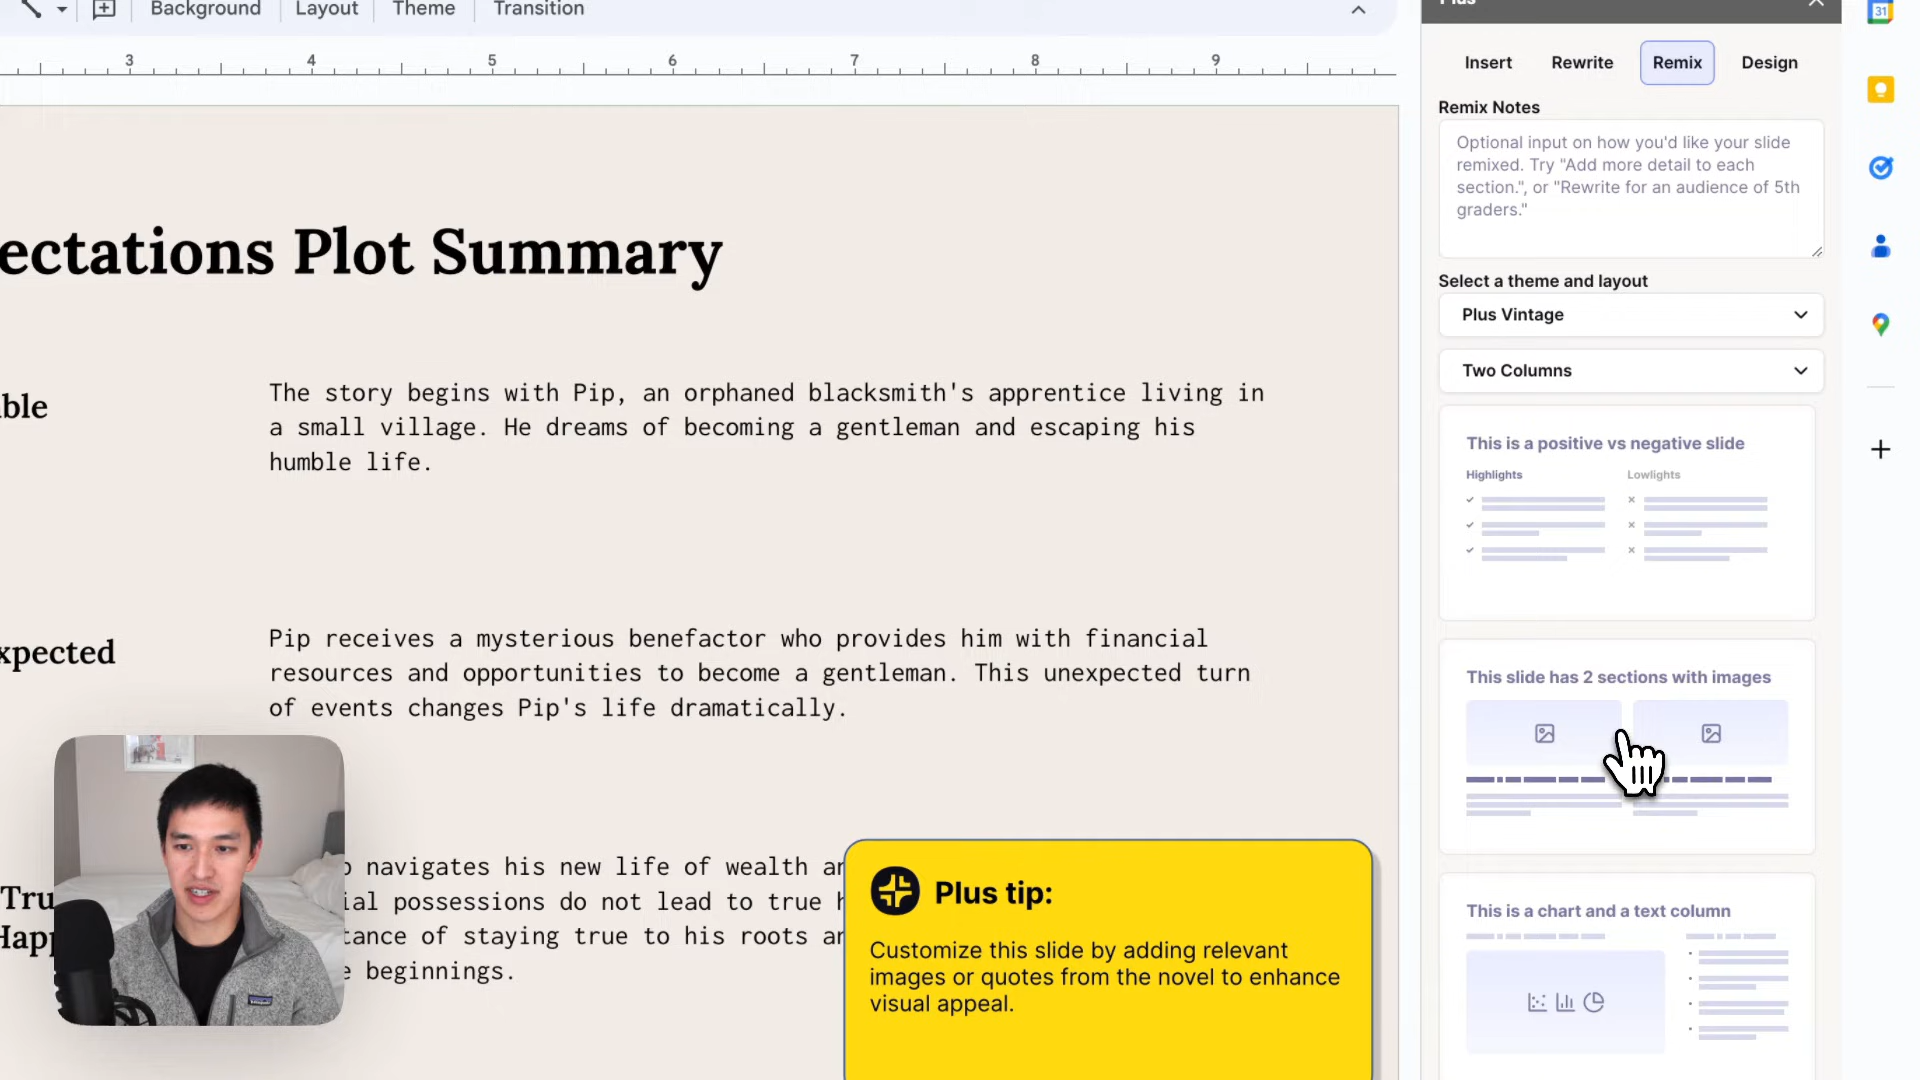 Background
Layout
Theme
Transition
3
4
5
6
7
8
9
ectations Plot Summary
ble
The story begins with Pip, an orphaned blacksmith's apprentice living in
a small village. He dreams of becoming a gentleman and escaping his
humble life.
xpected
Pip receives a mysterious benefactor who provides him with financial
resources and opportunities to become a gentleman. This unexpected turn
of events changes Pip's life dramatically.
Tru
Hap
navigates his new life of wealth
ial possessions do not lead to true
tance of staying true to his roots
beginnings.
Plus tip:
Customize this slide by adding relevant
images or quotes from the novel to enhance
visual appeal.
Insert
Rewrite
Remix
Design
Remix Notes
Optional input on how you'd like your slide
remixed. Try "Add more detail to each
section.", or "Rewrite for an audience of 5th
graders."
Select a theme and layout
Plus Vintage
Two Columns
This is a positive vs negative slide
Highlights
Lowlights
This slide has 2 sections with images
This is a chart and a text column
31